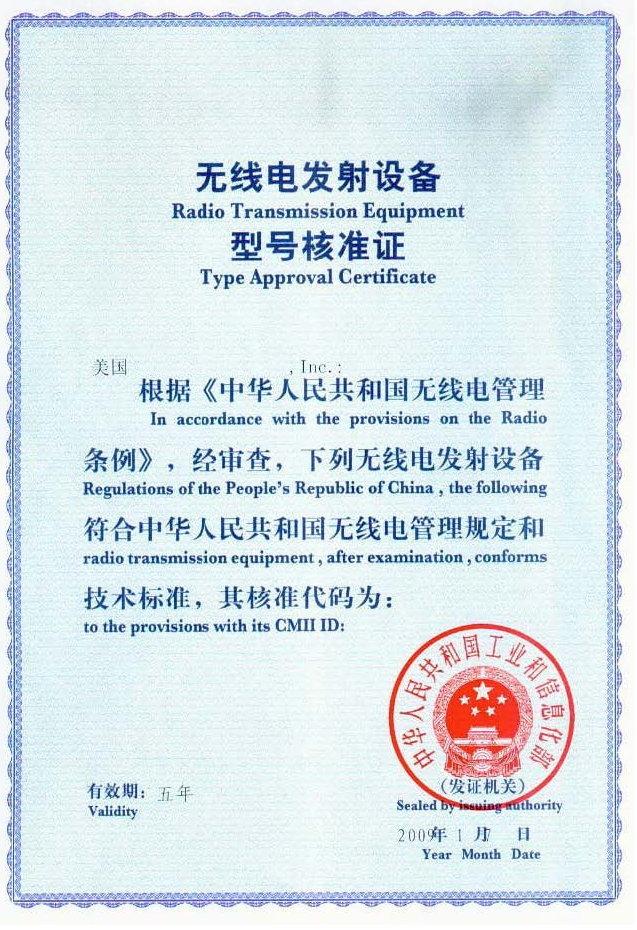 无线电发射设备
Radio Transmission Equipment
型号核准证
Type Approval Certificate
美国 , Inc.:
根据《中华人民共和国无线电管理
In accordance with the provisions on the Radio
条例》，经审查，下列无线电发射设备
Regulations of the People's Republic of China , the following
符合中华人民共和国无线电管理规定和
radio transmission equipment , after examination , conforms
技术标准，其核准代码为：
to the provisions with its CMII ID:
中华人民共和国工业和信息化部
有效期：五年
Validity
（发证机关）
Sealed by issuing authority
2009年 1 月 日
Year Month Date